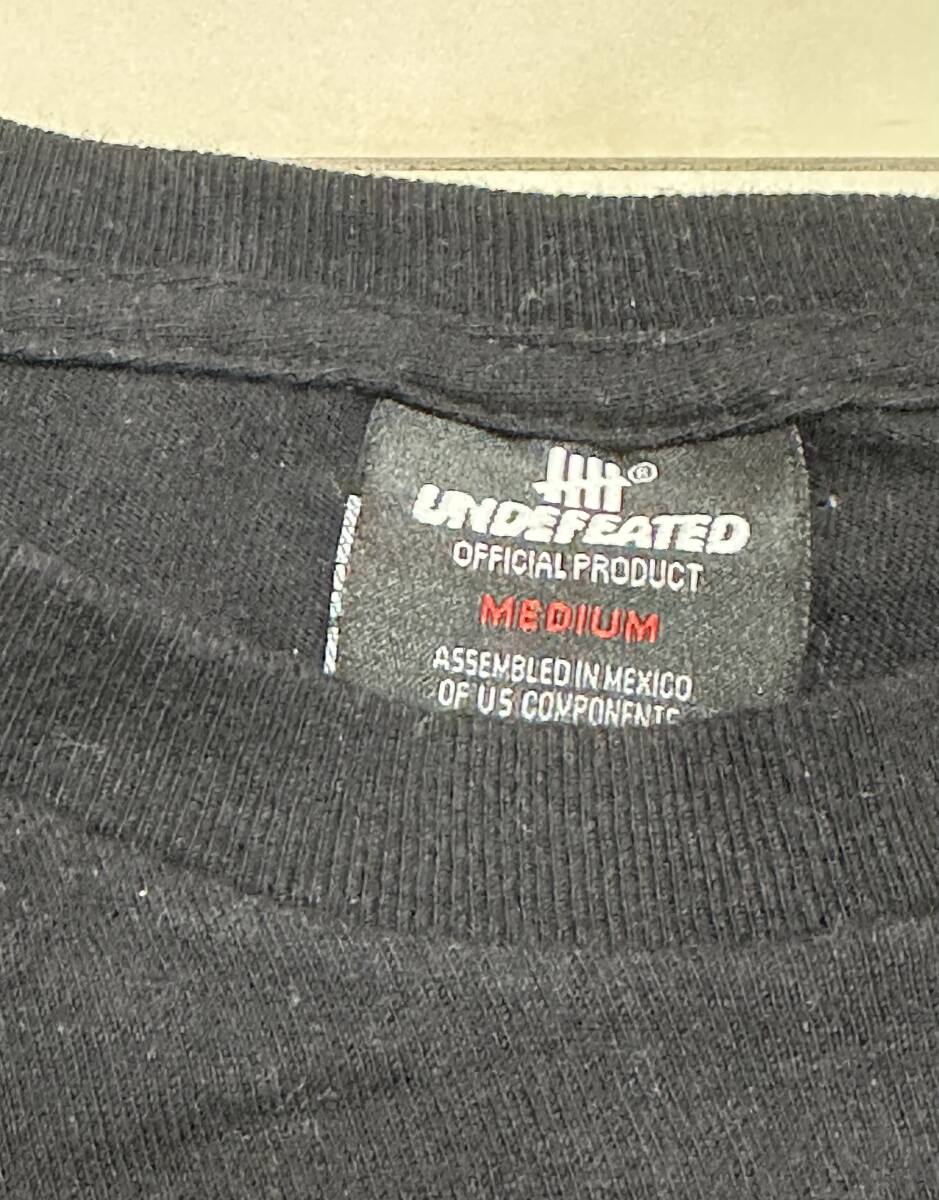 ®
UNDEFEATED
OFFICIAL PRODUCT
MEDIUM
ASSEMBLED IN MEXICO
OF US COMPONENTS